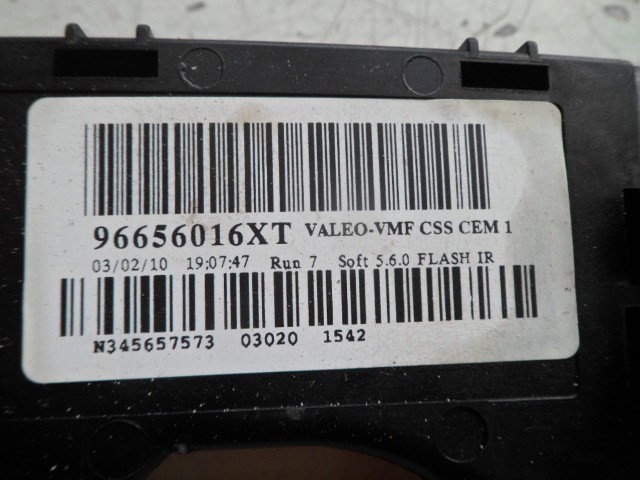 96656016XT VALEO-VMF CSS CEM 1
03/02/10 19:07:47 Run 7 Soft 5.6.0 FLASH IR
N345657573 03020 1542